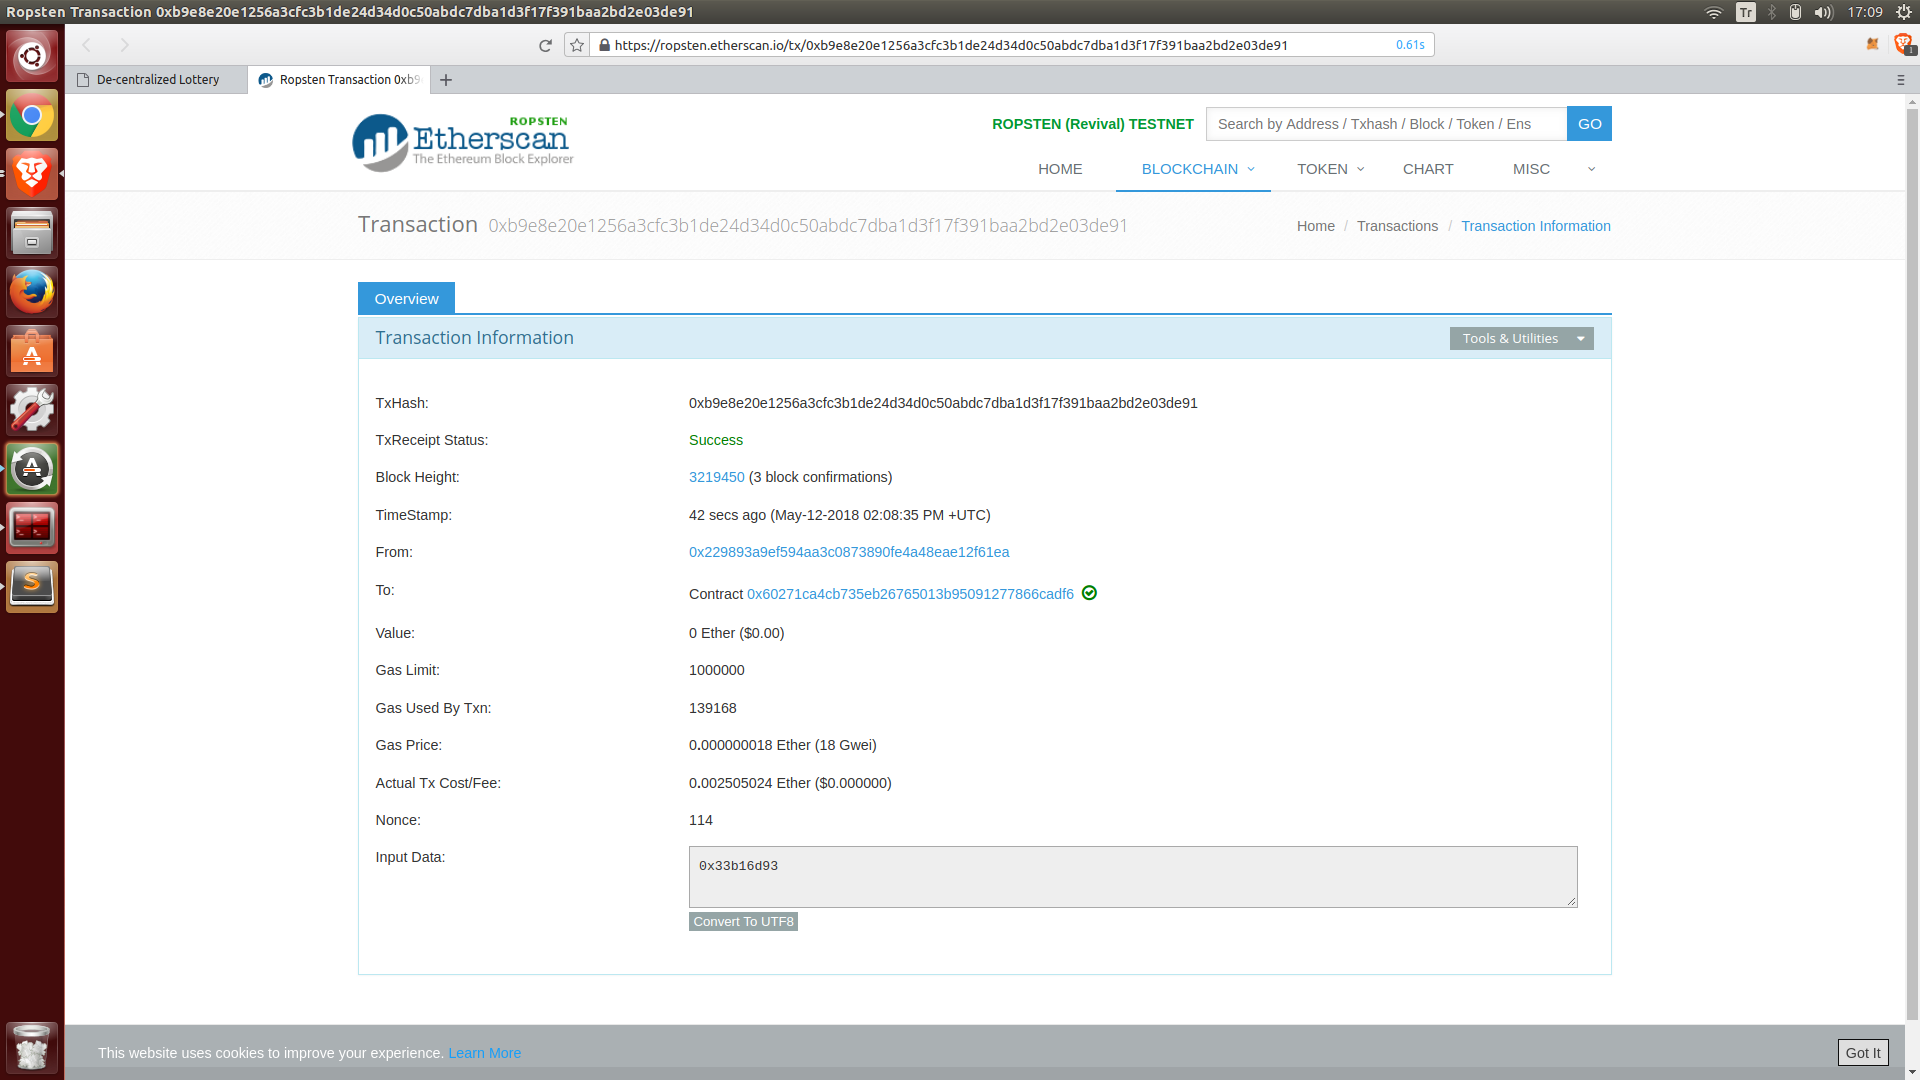 Ropsten Transaction 0xb9e8e20e1256a3cfc3b1de24d34d0c50abdc7dba1d3f17f391baa2bd2e03de91
Tr
17:09
https://ropsten.etherscan.io/tx/0xb9e8e20e1256a3cfc3b1de24d34d0c50abdc7dba1d3f17f391baa2bd2e03de91
0.61s
1
De-centralized Lottery
Ropsten Transaction 0xb9
ROPSTEN
Etherscan
The Ethereum Block Explorer
ROPSTEN (Revival) TESTNET
Search by Address / Txhash / Block / Token / Ens
GO
HOME
BLOCKCHAIN
TOKEN
CHART
MISC
Transaction 0xb9e8e20e1256a3cfc3b1de24d34d0c50abdc7dba1d3f17f391baa2bd2e03de91
Home / Transactions / Transaction Information
Overview
Transaction Information
Tools & Utilities
TxHash: 0xb9e8e20e1256a3cfc3b1de24d34d0c50abdc7dba1d3f17f391baa2bd2e03de91
TxReceipt Status: Success
Block Height: 3219450 (3 block confirmations)
TimeStamp: 42 secs ago (May-12-2018 02:08:35 PM +UTC)
From: 0x229893a9ef594aa3c0873890fe4a48eae12f61ea
To: Contract 0x60271ca4cb735eb26765013b95091277866cadf6
Value: 0 Ether ($0.00)
Gas Limit: 1000000
Gas Used By Txn: 139168
Gas Price: 0.000000018 Ether (18 Gwei)
Actual Tx Cost/Fee: 0.002505024 Ether ($0.000000)
Nonce: 114
Input Data: 0x33b16d93
Convert To UTF8
This website uses cookies to improve your experience. Learn More
Got It